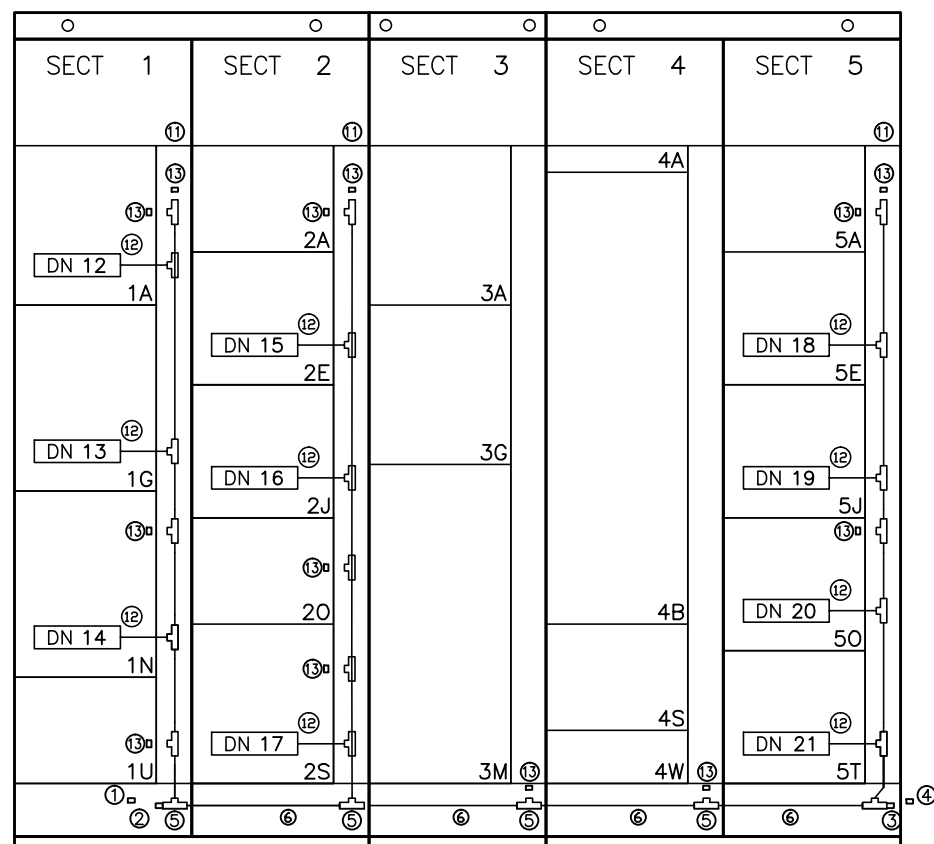 SECT 1 SECT 2 SECT 3 SECT 4 SECT 5
11 11 11
4A
13 13 13
13 13 13
2A 5A
12
DN 12
1A 3A
12 12
DN 15 DN 18
2E 5E
12
DN 13
3G
12 12
1G DN 16 DN 19
2J 5J
13 13
13
12
2O 4B DN 20
12
DN 14 5O
1N 13
4S
12 12
13 DN 17 DN 21
1U 2S 3M 13 4W 13 5T
1 4
2 5 6 5 6 5 6 5 6 3